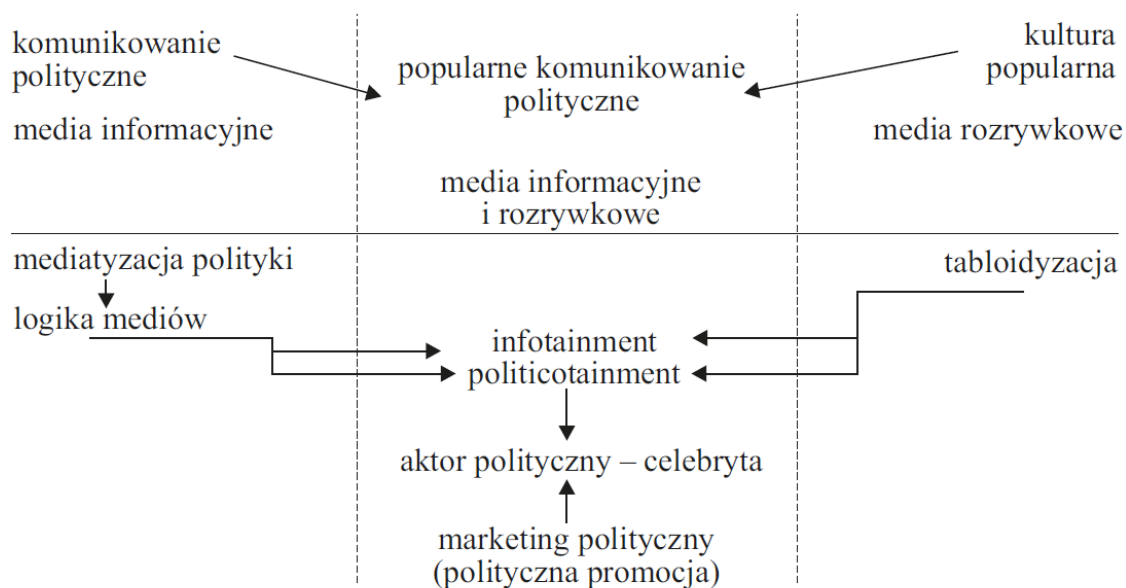 komunikowanie
polityczne
media informacyjne
popularne komunikowanie
polityczne
media informacyjne
i rozrywkowe
kultura
popularna
media rozrywkowe
mediatyzacja polityki
logika mediów
infotainment
politicotainment
aktor polityczny – celebryta
marketing polityczny
(polityczna promocja)
tabloidyzacja